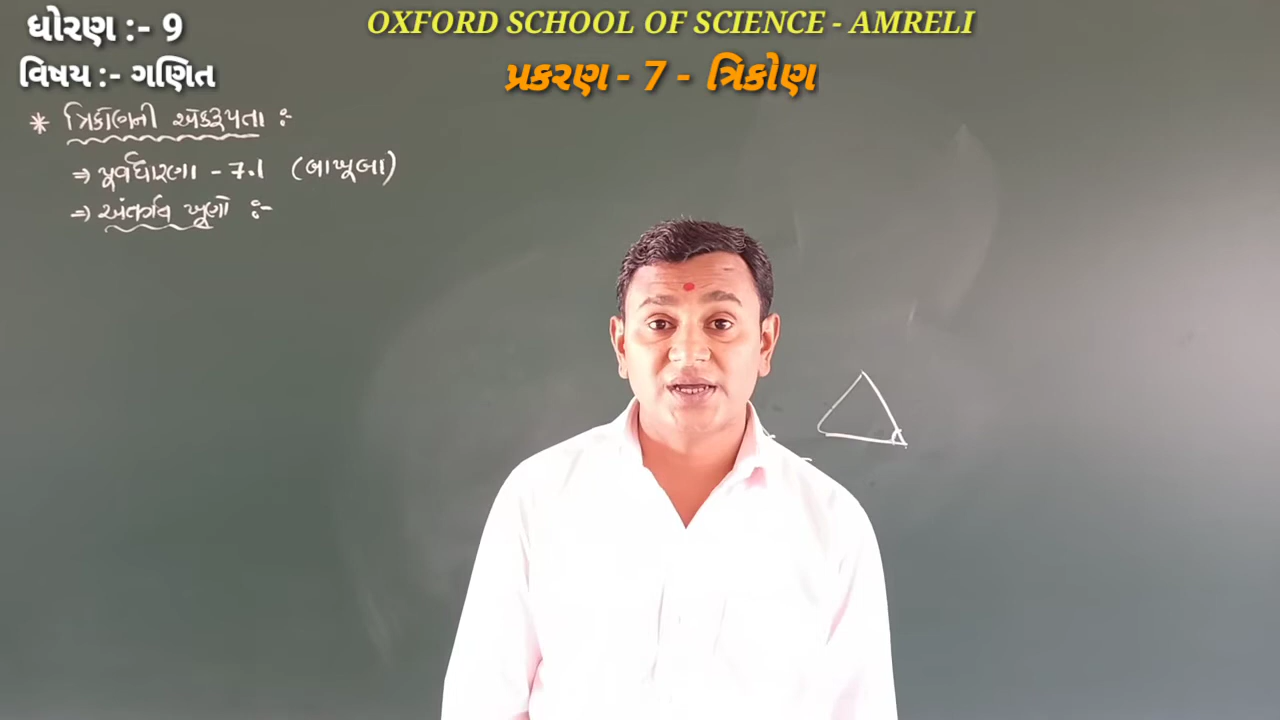 ધોરણ :- 9
OXFORD SCHOOL OF SCIENCE - AMRELI
વિષય :- ગણિત
પ્રકરણ - 7 - ત્રિકોણ
* ત્રિકોણની એકરૂપતા :-
⇒ પૂર્વધારણા - 7.1 (બાખૂબા)
⇒ અંતર્ગત ખૂણો :-